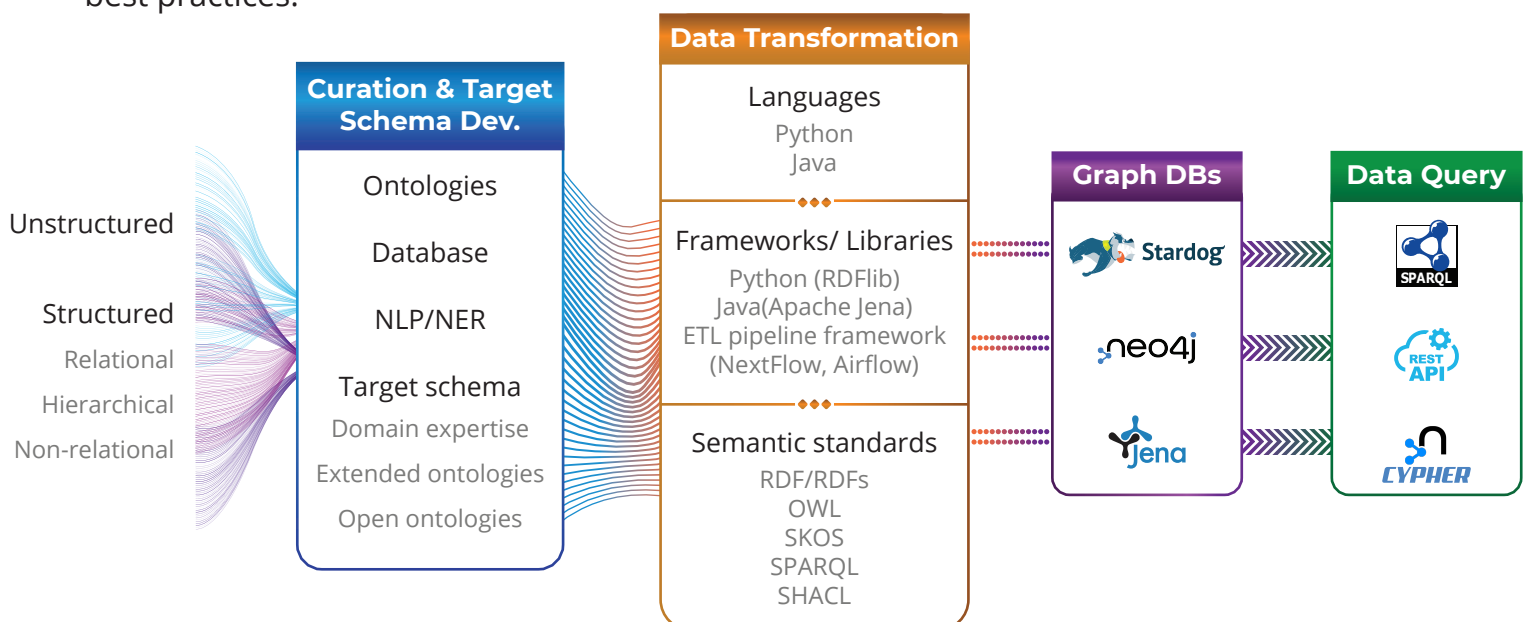 best practices.
Unstructured
Structured
Relational
Hierarchical
Non-relational
Curation & Target
Schema Dev.
Ontologies
Database
NLP/NER
Target schema
Domain expertise
Extended ontologies
Open ontologies
Data Transformation
Languages
Python
Java
Frameworks/ Libraries
Python (RDFlib)
Java(Apache Jena)
ETL pipeline framework
(NextFlow, Airflow)
Semantic standards
RDF/RDFs
OWL
SKOS
SPARQL
SHACL
Graph DBs
Stardog
neo4j
Jena
Data Query
SPARQL
REST
API
n
CYPHER